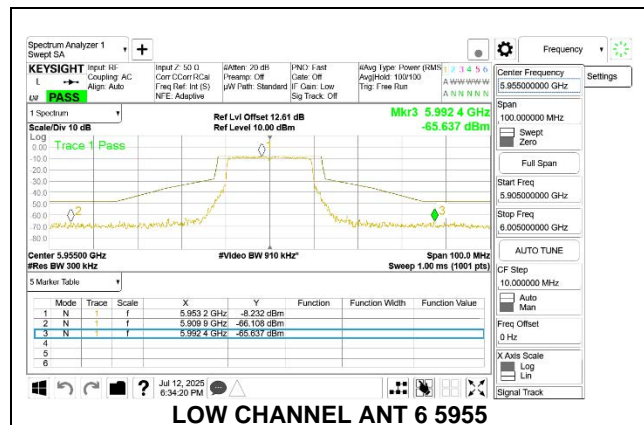 Spectrum Analyzer 1
Swept SA
Frequency
KEYSIGHT
L
LXI
PASS
Input: RF
Coupling: AC
Align: Auto
Input Z: 50 Ω
Corr CCorr RCal
Freq Ref: Int (S)
NFE: Adaptive
#Atten: 20 dB
Preamp: Off
µW Path: Standard
PNO: Fast
Gate: Off
IF Gain: Low
Sig Track: Off
#Avg Type: Power (RMS
Avg|Hold: 100/100
Trig: Free Run
1 2 3 4 5 6
A W W W W W
A N N N N N
Center Frequency
5.955000000 GHz
Settings
Span
100.000000 MHz
Swept
Zero
Full Span
Start Freq
5.905000000 GHz
Stop Freq
6.005000000 GHz
AUTO TUNE
CF Step
10.000000 MHz
Auto
Man
Freq Offset
0 Hz
X Axis Scale
Log
Lin
Signal Track
1 Spectrum
Scale/Div 10 dB
Ref Lvl Offset 12.61 dB
Ref Level 10.00 dBm
Mkr3 5.992 4 GHz
-65.637 dBm
Log
Trace 1 Pass
0.00
-10.0
-20.0
-30.0
-40.0
-50.0
-60.0
-70.0
-80.0
2
3
Center 5.95500 GHz
#Res BW 300 kHz
#Video BW 910 kHz*
Span 100.0 MHz
Sweep 1.00 ms (1001 pts)
5 Marker Table
Mode Trace Scale X Y Function Function Width Function Value
1 N 1 f 5.953 2 GHz -8.232 dBm
2 N 1 f 5.909 9 GHz -66.108 dBm
3 N 1 f 5.992 4 GHz -65.637 dBm
4
5
6
?
Jul 12, 2025
6:34:20 PM
LOW CHANNEL ANT 6 5955